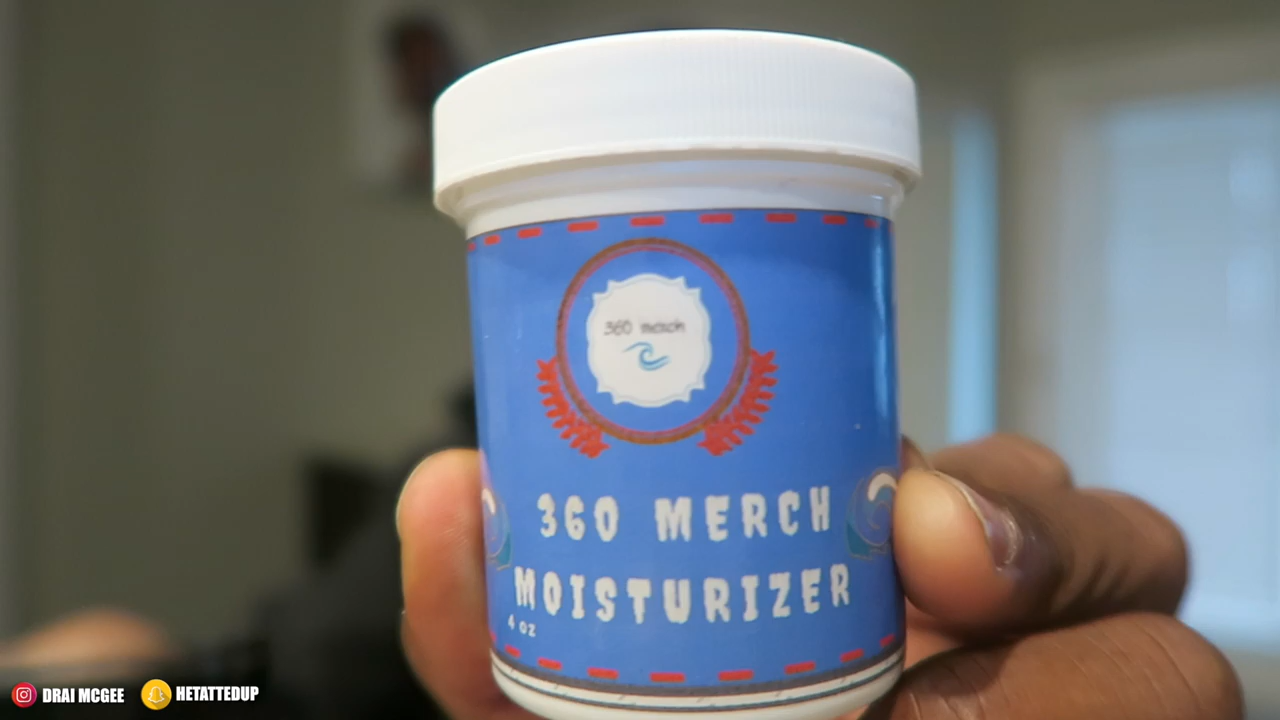 360 merch
360 MERCH
MOISTURIZER
4 oz
DRAI MCGEE
HETATTEDUP